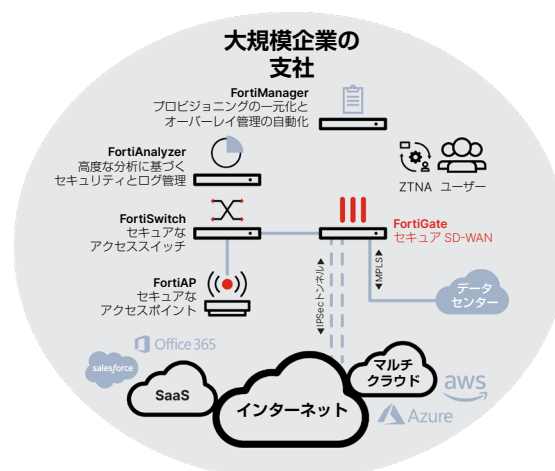 大規模企業の
支社
FortiManager
プロビジョニングの一元化と
オーバーレイ管理の自動化
FortiAnalyzer
高度な分析に基づく
セキュリティとログ管理
ZTNA
ユーザー
FortiSwitch
セキュアな
アクセススイッチ
FortiGate
セキュア SD-WAN
FortiAP
セキュアな
アクセスポイント
◀IPSecトンネル▶
◀MPLS▶
データ
センター
Office 365
salesforce
SaaS
インターネット
マルチ
クラウド
aws
Azure